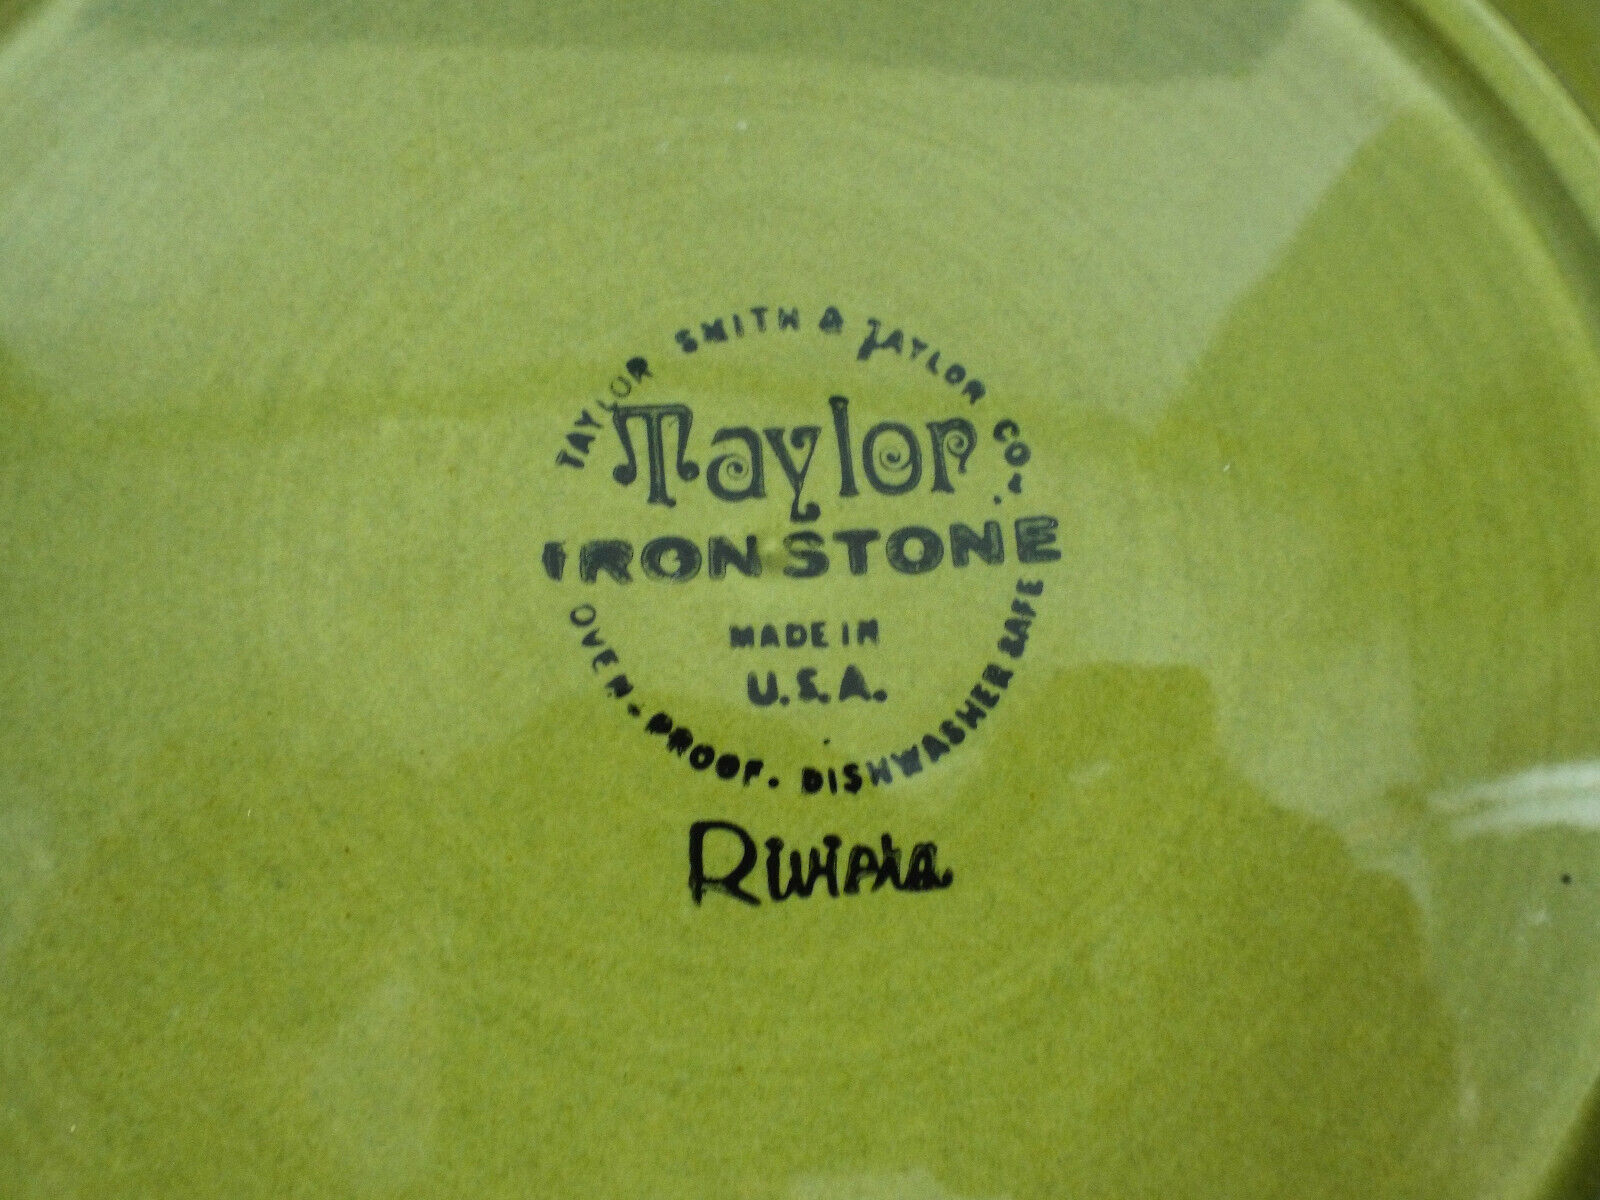 TAYLOR SMITH & TAYLOR CO.
Taylor
IRONSTONE
MADE IN
U.S.A.
OVEN-PROOF. DISHWASHER SAFE
Riviera